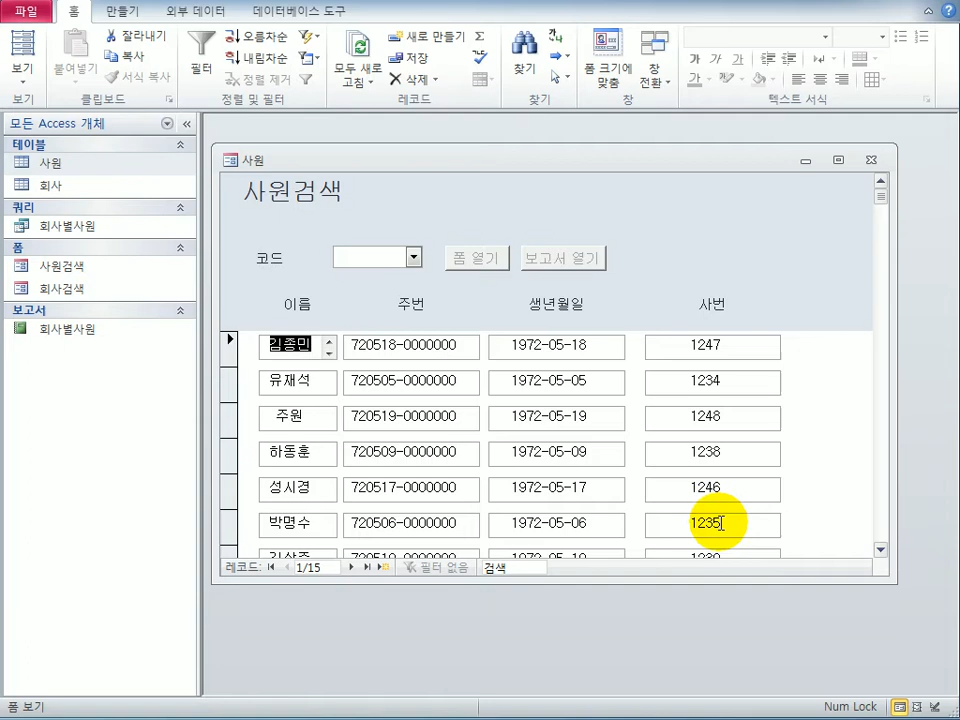 파일 홈 만들기 외부 데이터 데이터베이스 도구
보기
보기
붙여넣기
잘라내기
복사
서식 복사
클립보드
필터
오름차순
내림차순
정렬 제거
정렬 및 필터
모두 새로
고침
새로 만들기
저장
삭제
레코드
찾기
찾기
폼 크기에
맞춤
창
전환
창
가 가 가
가
텍스트 서식
모든 Access 개체
테이블
사원
회사
쿼리
회사별사원
폼
사원검색
회사검색
보고서
회사별사원
사원
사원검색
코드 폼 열기 보고서 열기
이름 주번 생년월일 사번
김종민 720518-0000000 1972-05-18 1247
유재석 720505-0000000 1972-05-05 1234
주원 720519-0000000 1972-05-19 1248
하동훈 720509-0000000 1972-05-09 1238
성시경 720517-0000000 1972-05-17 1246
박명수 720506-0000000 1972-05-06 1235
레코드: 1/15 필터 없음 검색
폼 보기 Num Lock